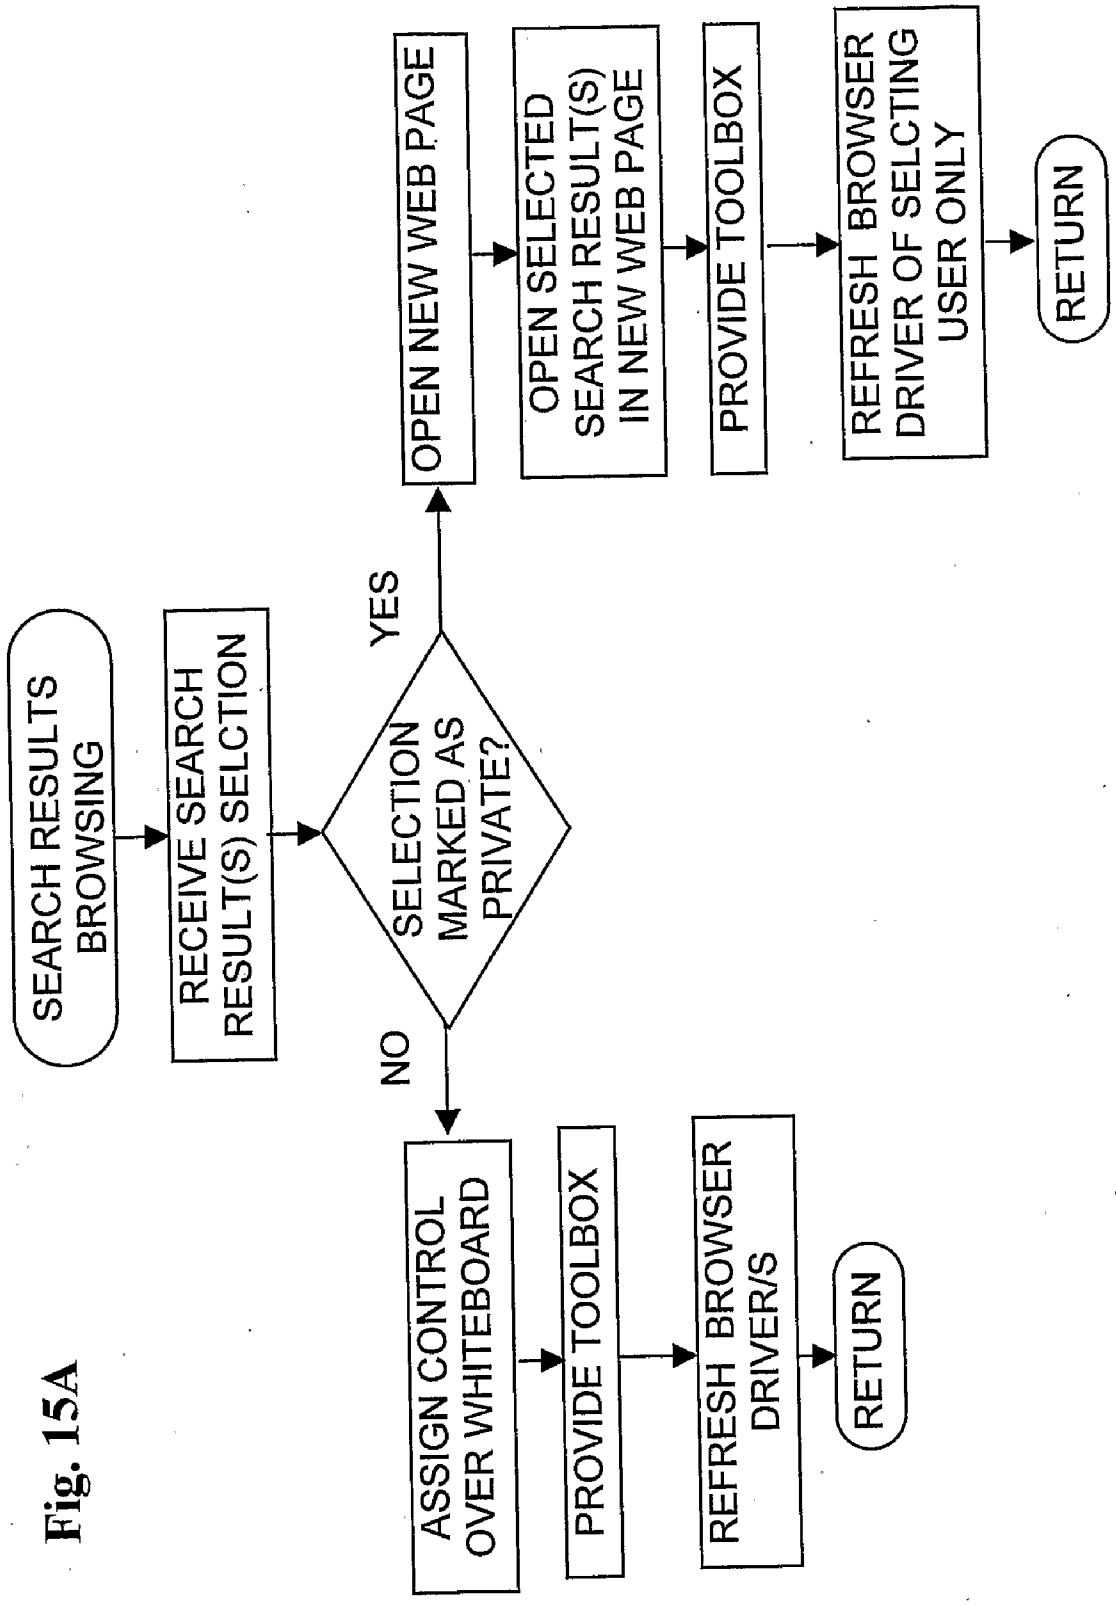 Fig. 15A
SEARCH RESULTS
BROWSING
RECEIVE SEARCH
RESULT(S) SELCTION
SELECTION
MARKED AS
PRIVATE?
NO
YES
ASSIGN CONTROL
OVER WHITEBOARD
PROVIDE TOOLBOX
REFRESH BROWSER
DRIVER/S
RETURN
OPEN NEW WEB PAGE
OPEN SELECTED
SEARCH RESULT(S)
IN NEW WEB PAGE
PROVIDE TOOLBOX
REFRESH BROWSER
DRIVER OF SELCTING
USER ONLY
RETURN